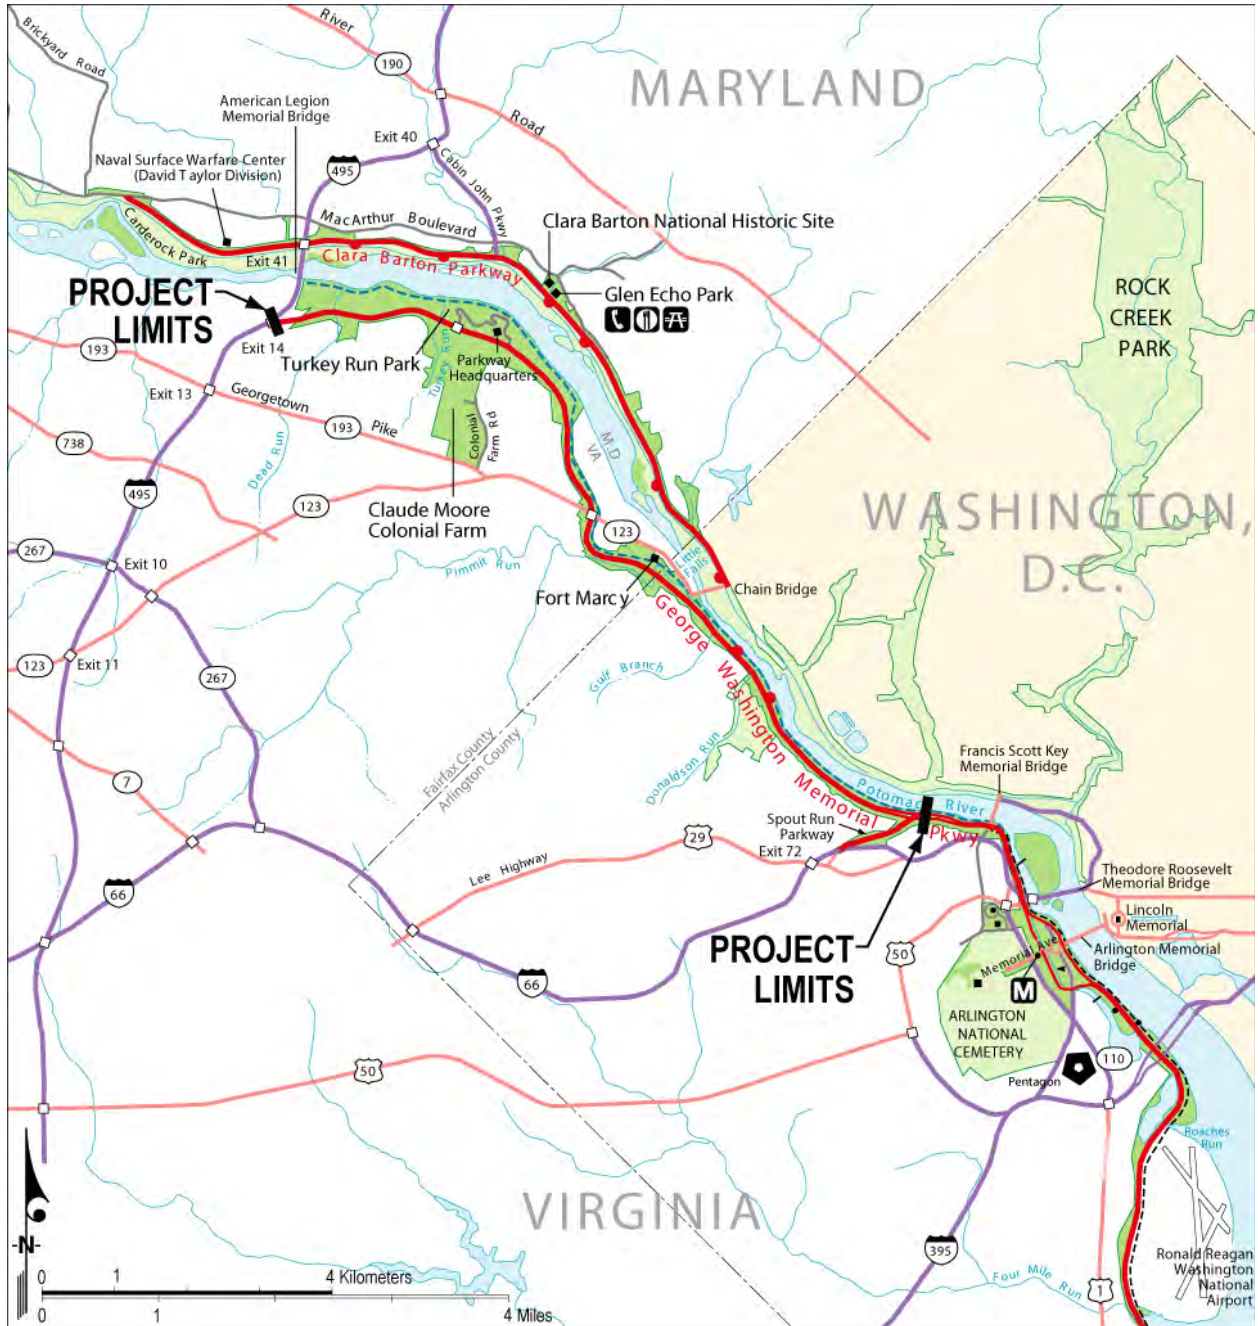 River
Brickyard Road
190
Road
MARYLAND
American Legion
Memorial Bridge
Exit 40
Cabin John Pkwy
Naval Surface Warfare Center
(David Taylor Division)
495
MacArthur Boulevard
Clara Barton National Historic Site
Carderock Park
Exit 41
Clara Barton Parkway
Glen Echo Park
PROJECT
LIMITS
ROCK
CREEK
PARK
193
Exit 14
Turkey Run Park
Turkey Run
Parkway
Headquarters
Exit 13
Georgetown
193
Pike
Colonial
Farm Rd
MD
VA
738
Dead Run
495
123
Claude Moore
Colonial Farm
123
WASHINGTON,
D.C.
267
Exit 10
Pimmit Run
Little
Falls
Chain Bridge
Fort Marcy
George Washington Memorial Pkwy
123
Exit 11
267
Gulf Branch
Donaldson Run
Fairfax County
Arlington County
7
Francis Scott Key
Memorial Bridge
Potomac River
Spout Run
Parkway
29
Exit 72
Lee Highway
66
Theodore Roosevelt
Memorial Bridge
Lincoln
Memorial
PROJECT
LIMITS
50
Memorial Ave
Arlington Memorial
Bridge
66
M
ARLINGTON
NATIONAL
CEMETERY
50
110
Pentagon
Roaches
Run
VIRGINIA
395
Four Mile Run
1
Ronald Reagan
Washington
National
Airport
-N-
0 1 4 Kilometers
0 1 4 Miles